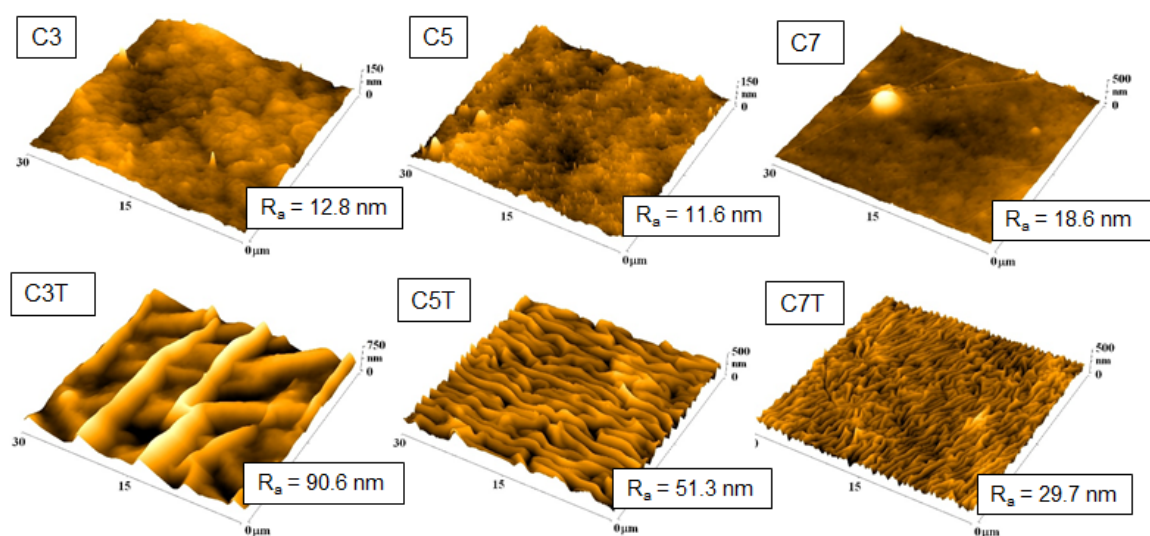 C3
150
nm
0
30
15
0µm
Ra = 12.8 nm
C5
150
nm
0
30
15
0µm
Ra = 11.6 nm
C7
500
nm
0
30
15
0µm
Ra = 18.6 nm
C3T
750
nm
0
30
15
0µm
Ra = 90.6 nm
C5T
500
nm
0
30
15
0µm
Ra = 51.3 nm
C7T
500
nm
0
15
0µm
Ra = 29.7 nm